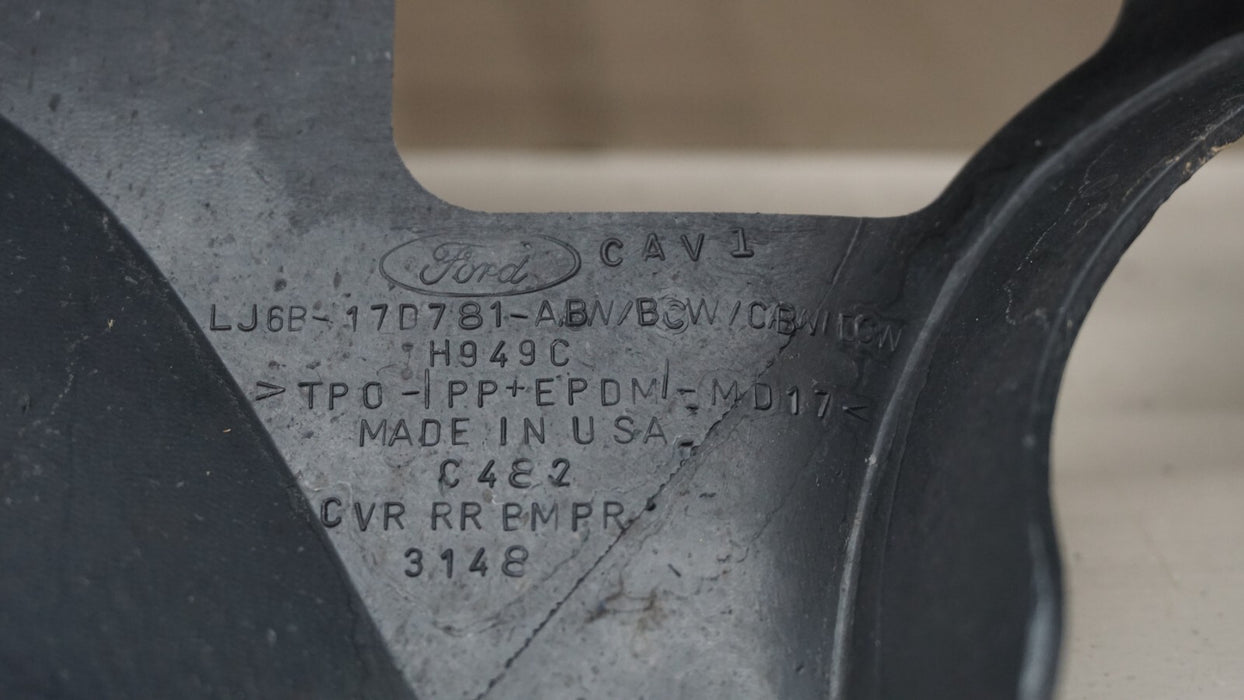 Ford CAV 1
LJ6B-17D781-ABW/BCW/CBW/DGW
H949C
>TPO-|PP+EPDM|-MD17<
MADE IN USA
C482
CVR RR BMPR
3148